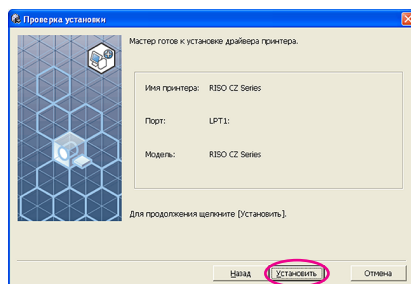 Проверка установки
Мастер готов к установке драйвера принтера.
Имя принтера: RISO CZ Series
Порт: LPT1:
Модель: RISO CZ Series
Для продолжения щелкните [Установить].
Назад Установить Отмена